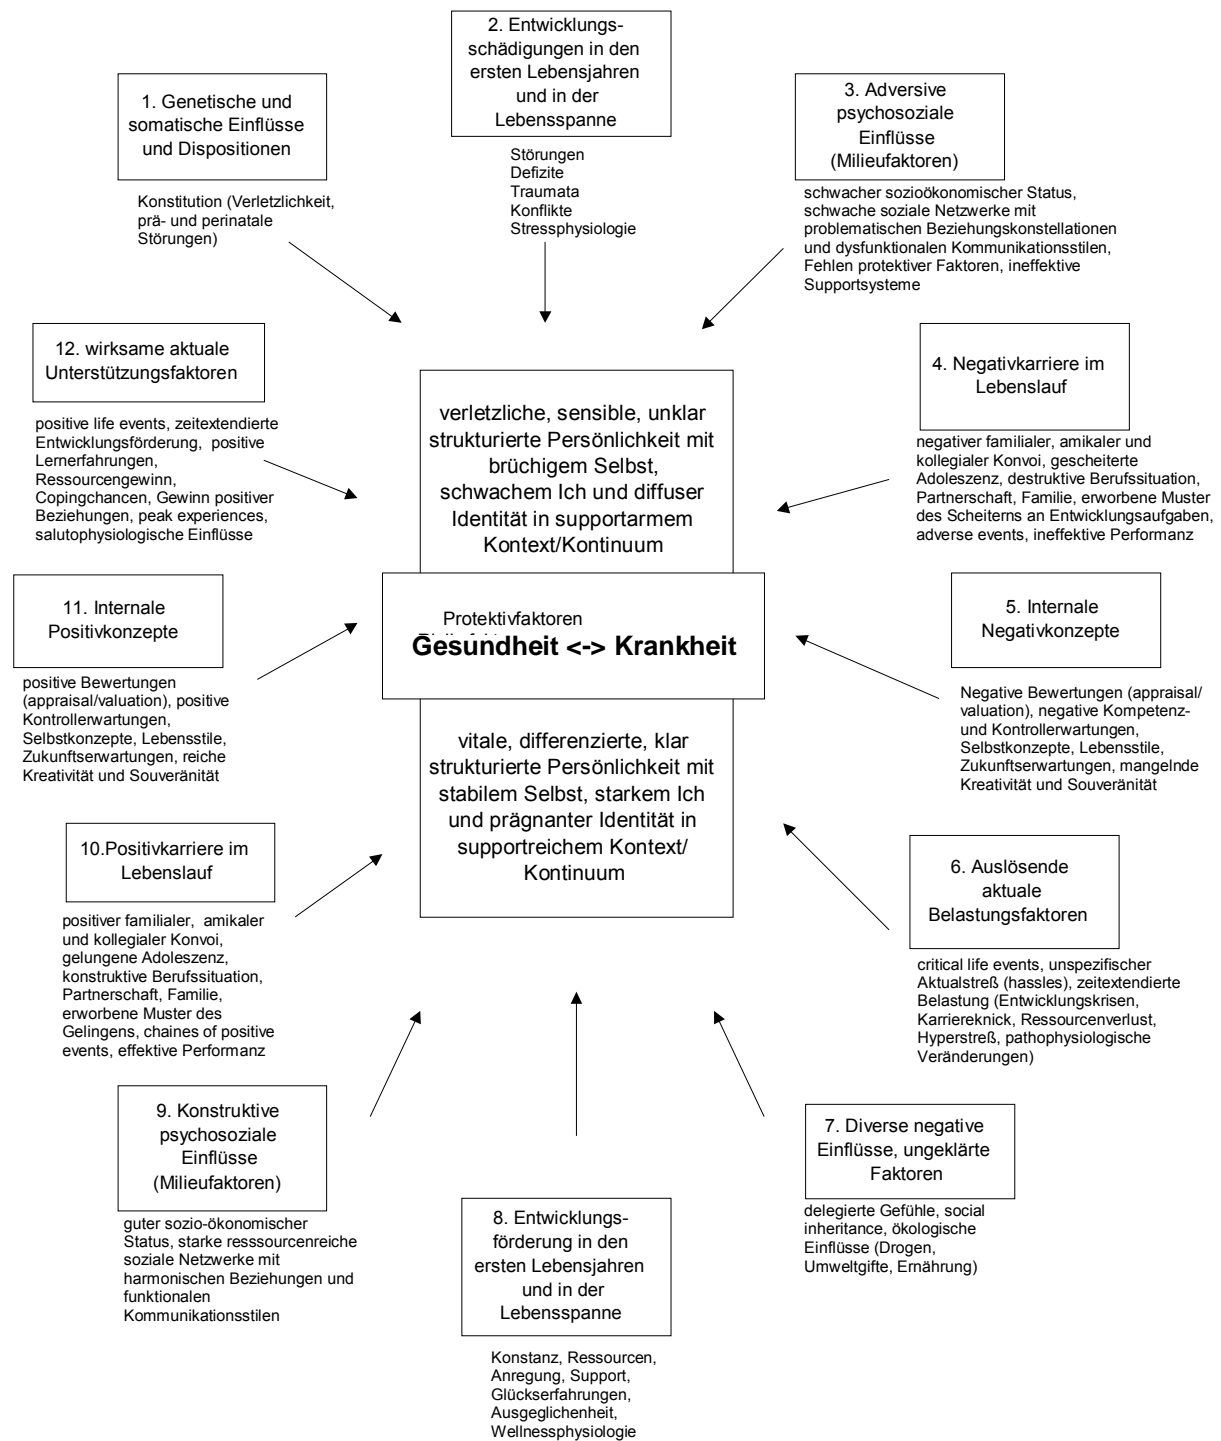 1. Genetische und
somatische Einflüsse
und Dispositionen
Konstitution (Verletzlichkeit,
prä- und perinatale
Störungen)
2. Entwicklungs-
schädigungen in den
ersten Lebensjahren
und in der
Lebensspanne
Störungen
Defizite
Traumata
Konflikte
Stressphysiologie
3. Adversive
psychosoziale
Einflüsse
(Milieufaktoren)
schwacher sozioökonomischer Status,
schwache soziale Netzwerke mit
problematischen Beziehungskonstellationen
und dysfunktionalen Kommunikationsstilen,
Fehlen protektiver Faktoren, ineffektive
Supportsysteme
4. Negativkarriere im
Lebenslauf
negativer familialer, amikaler und
kollegialer Konvoi, gescheiterte
Adoleszenz, destruktive Berufssituation,
Partnerschaft, Familie, erworbene Muster
des Scheiterns an Entwicklungsaufgaben,
adverse events, ineffektive Performanz
5. Internale
Negativkonzepte
Negative Bewertungen (appraisal/
valuation), negative Kompetenz-
und Kontrollerwartungen,
Selbstkonzepte, Lebensstile,
Zukunftserwartungen, mangelnde
Kreativität und Souveränität
6. Auslösende
aktuale
Belastungsfaktoren
critical life events, unspezifischer
Aktualstreß (hassles), zeitextendierte
Belastung (Entwicklungskrisen,
Karriereknick, Ressourcenverlust,
Hyperstreß, pathophysiologische
Veränderungen)
7. Diverse negative
Einflüsse, ungeklärte
Faktoren
delegierte Gefühle, social
inheritance, ökologische
Einflüsse (Drogen,
Umweltgifte, Ernährung)
8. Entwicklungs-
förderung in den
ersten Lebensjahren
und in der
Lebensspanne
Konstanz, Ressourcen,
Anregung, Support,
Glückserfahrungen,
Ausgeglichenheit,
Wellnessphysiologie
9. Konstruktive
psychosoziale
Einflüsse
(Milieufaktoren)
guter sozio-ökonomischer
Status, starke resssourcenreiche
soziale Netzwerke mit
harmonischen Beziehungen und
funktionalen
Kommunikationsstilen
10.Positivkarriere im
Lebenslauf
positiver familialer, amikaler
und kollegialer Konvoi,
gelungene Adoleszenz,
konstruktive Berufssituation,
Partnerschaft, Familie,
erworbene Muster des
Gelingens, chaines of positive
events, effektive Performanz
11. Internale
Positivkonzepte
positive Bewertungen
(appraisal/valuation), positive
Kontrollerwartungen,
Selbstkonzepte, Lebensstile,
Zukunftserwartungen, reiche
Kreativität und Souveränität
12. wirksame aktuale
Unterstützungsfaktoren
positive life events, zeitextendierte
Entwicklungsförderung, positive
Lernerfahrungen,
Ressourcengewinn,
Copingchancen, Gewinn positiver
Beziehungen, peak experiences,
salutophysiologische Einflüsse
verletzliche, sensible, unklar
strukturierte Persönlichkeit mit
brüchigem Selbst,
schwachem Ich und diffuser
Identität in supportarmem
Kontext/Kontinuum
Protektivfaktoren
Gesundheit <-> Krankheit
vitale, differenzierte, klar
strukturierte Persönlichkeit mit
stabilem Selbst, starkem Ich
und prägnanter Identität in
supportreichem Kontext/
Kontinuum